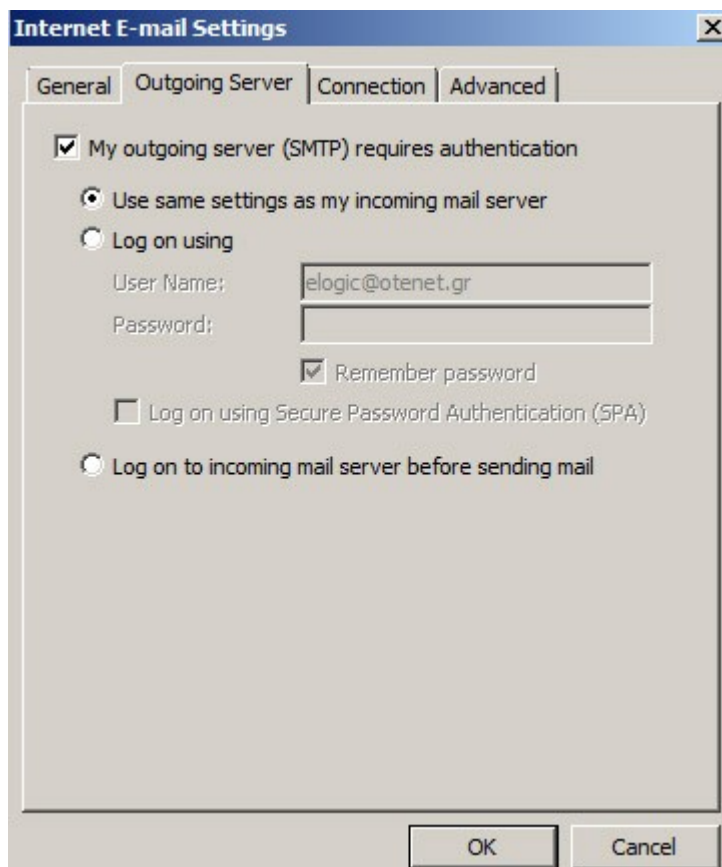 Internet E-mail Settings
General Outgoing Server Connection Advanced
My outgoing server (SMTP) requires authentication
Use same settings as my incoming mail server
Log on using
User Name: elogic@otenet.gr
Password:
Remember password
Log on using Secure Password Authentication (SPA)
Log on to incoming mail server before sending mail
OK Cancel